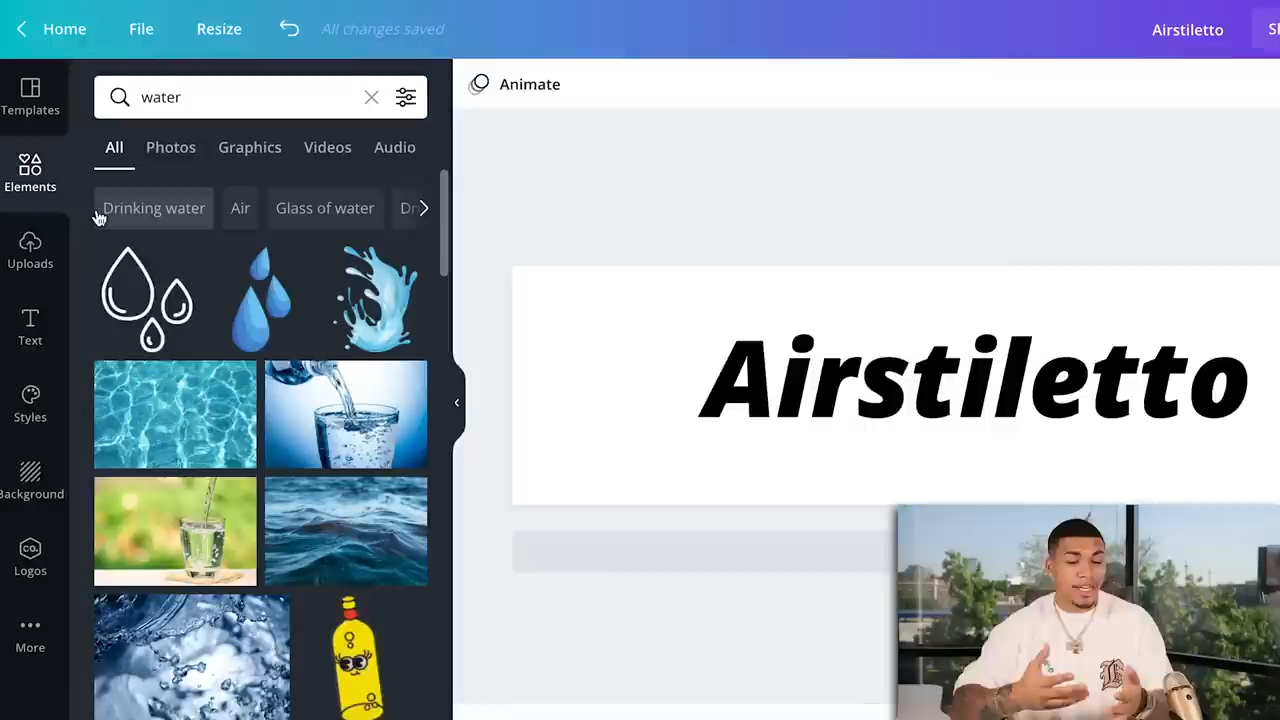 Home File Resize All changes saved Airstiletto
Templates
Elements
Uploads
Text
Styles
Background
CO.
Logos
More
water
All Photos Graphics Videos Audio
Drinking water Air Glass of water
Animate
Airstiletto